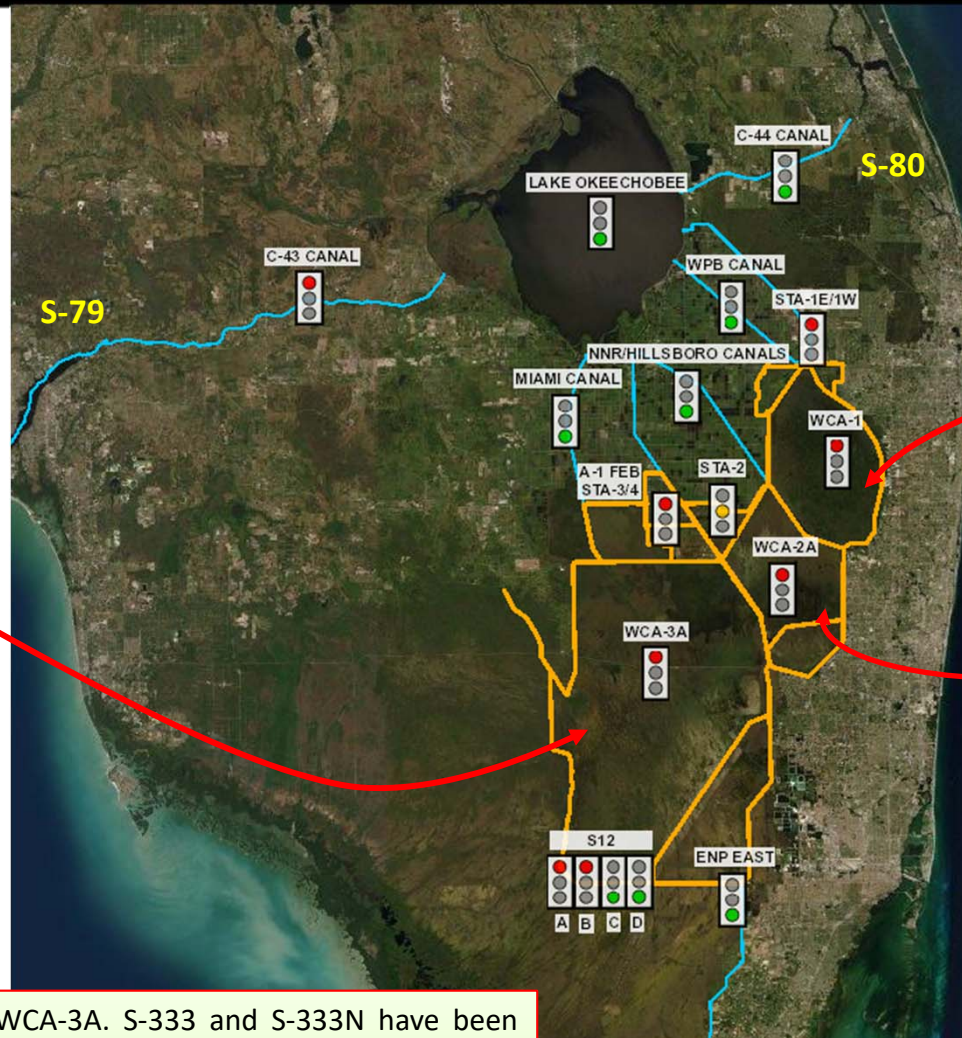 C-44 CANAL
S-80
LAKE OKEECHOBEE
C-43 CANAL
WPB CANAL
S-79
STA-1E/1W
NNR/HILLSBORO CANALS
MIAMI CANAL
WCA-1
A-1 FEB
STA-3/4
STA-2
WCA-2A
WCA-3A
S12
ENP EAST
A B C D
WCA-3A. S-333 and S-333N have been